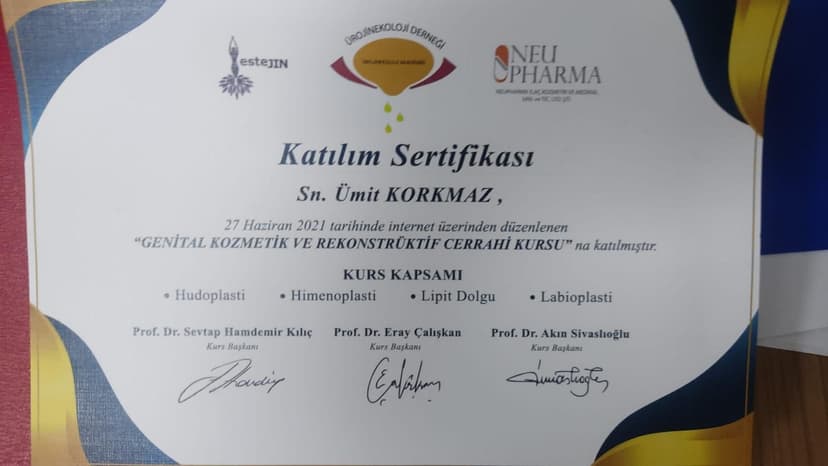 esteJIN
ÜROJİNEKOLOJİ DERNEĞİ
NEU
PHARMA
Katılım Sertifikası
Sn. Ümit KORKMAZ ,
27 Haziran 2021 tarihinde internet üzerinden düzenlenen
“GENİTAL KOZMETİK VE REKONSTRÜKTİF CERRAHİ KURSU” na katılmıştır.
KURS KAPSAMI
• Hudoplasti • Himenoplasti • Lipit Dolgu • Labioplasti
Prof. Dr. Sevtap Hamdemir Kılıç Prof. Dr. Eray Çalışkan Prof. Dr. Akın Sivaslıoğlu
Kurs Başkanı Kurs Başkanı Kurs Başkanı